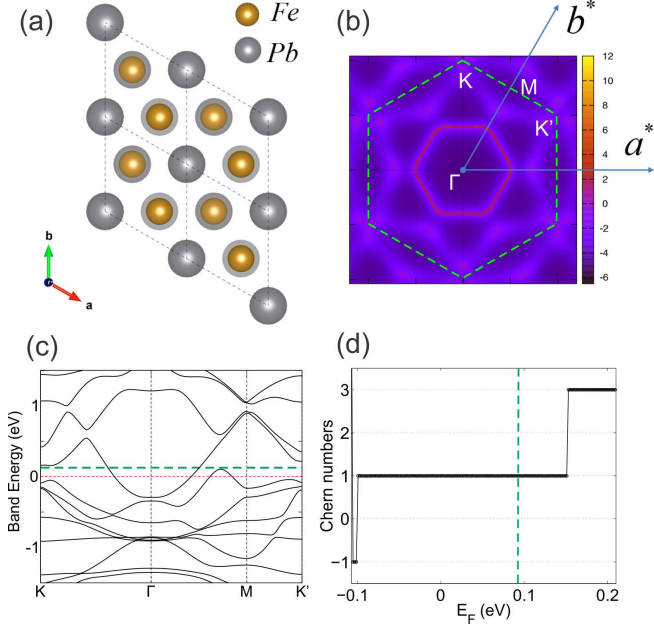 (a)
Fe
Pb
b
a
(b)
b*
K
M
K'
a*
Γ
12
10
8
6
4
2
0
-2
-4
-6
(c)
Band Energy (eV)
1
0
-1
K
Γ
M
K'
(d)
Chern numbers
3
2
1
0
−1
−0.1
0
0.1
0.2
E_F (eV)